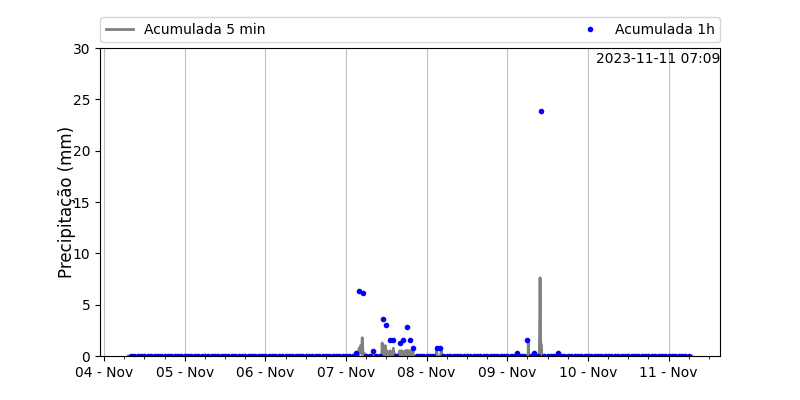 Acumulada 5 min
Acumulada 1h
2023-11-11 07:09
Precipitação (mm)
30
25
20
15
10
5
0
04 - Nov
05 - Nov
06 - Nov
07 - Nov
08 - Nov
09 - Nov
10 - Nov
11 - Nov